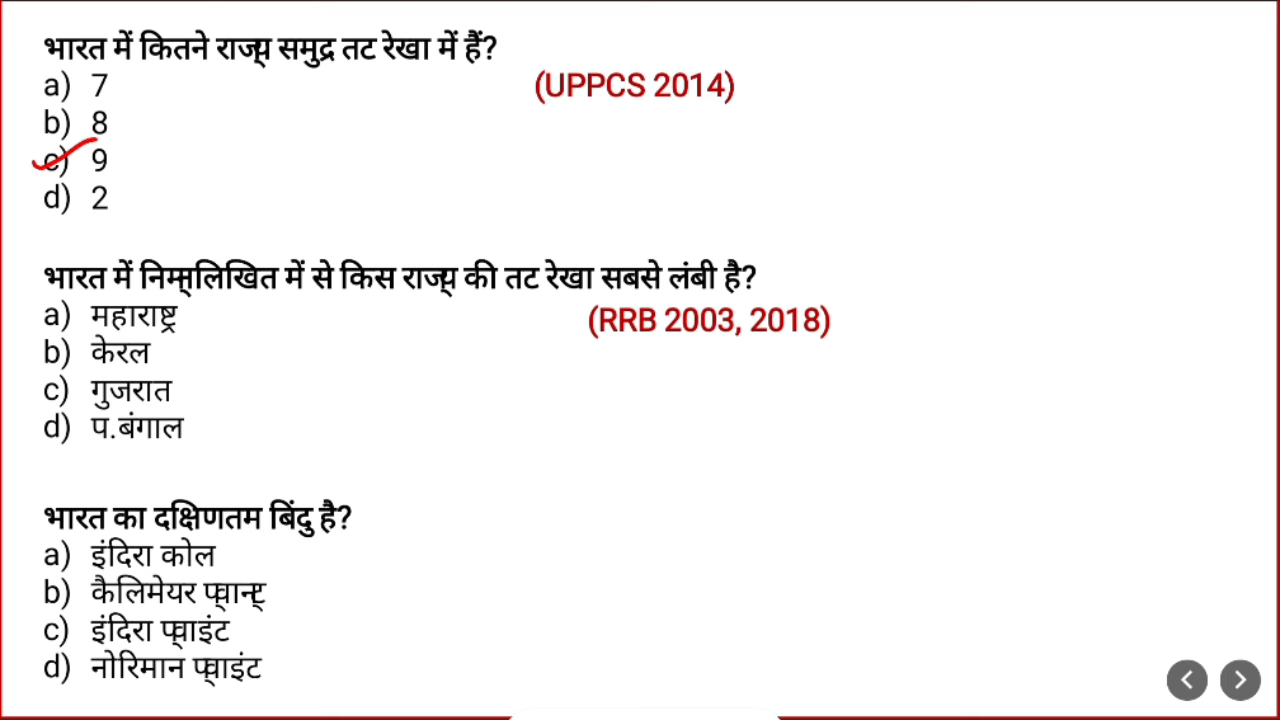 भारत में कितने राज्य समुद्र तट रेखा में हैं?
a) 7
(UPPCS 2014)
b) 8
c) 9
d) 2
भारत में निम्नलिखित में से किस राज्य की तट रेखा सबसे लंबी है?
a) महाराष्ट्र
(RRB 2003, 2018)
b) केरल
c) गुजरात
d) प.बंगाल
भारत का दक्षिणतम बिंदु है?
a) इंदिरा कोल
b) कैलिमेयर प्वान्ट
c) इंदिरा प्वाइंट
d) नोरिमान प्वाइंट